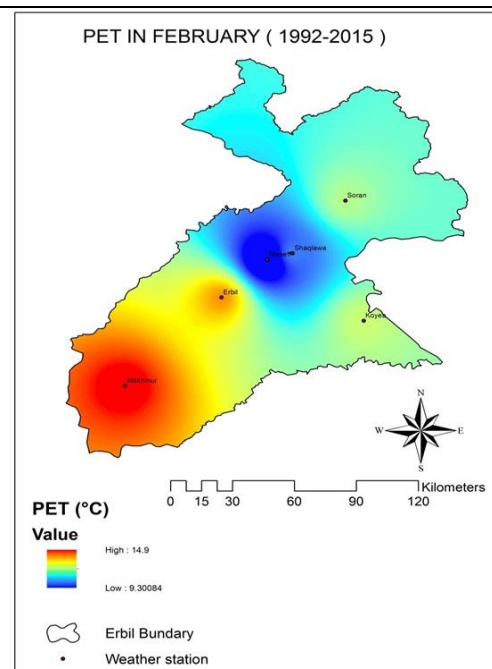 PET IN FEBRUARY ( 1992-2015 )
Soran
Shaqlawa
Erbil
Koyea
Makhmur
N
W E
S
Kilometers
0 15 30 60 90 120
PET (°C)
Value
High : 14.9
Low : 9.30084
Erbil Bundary
Weather station